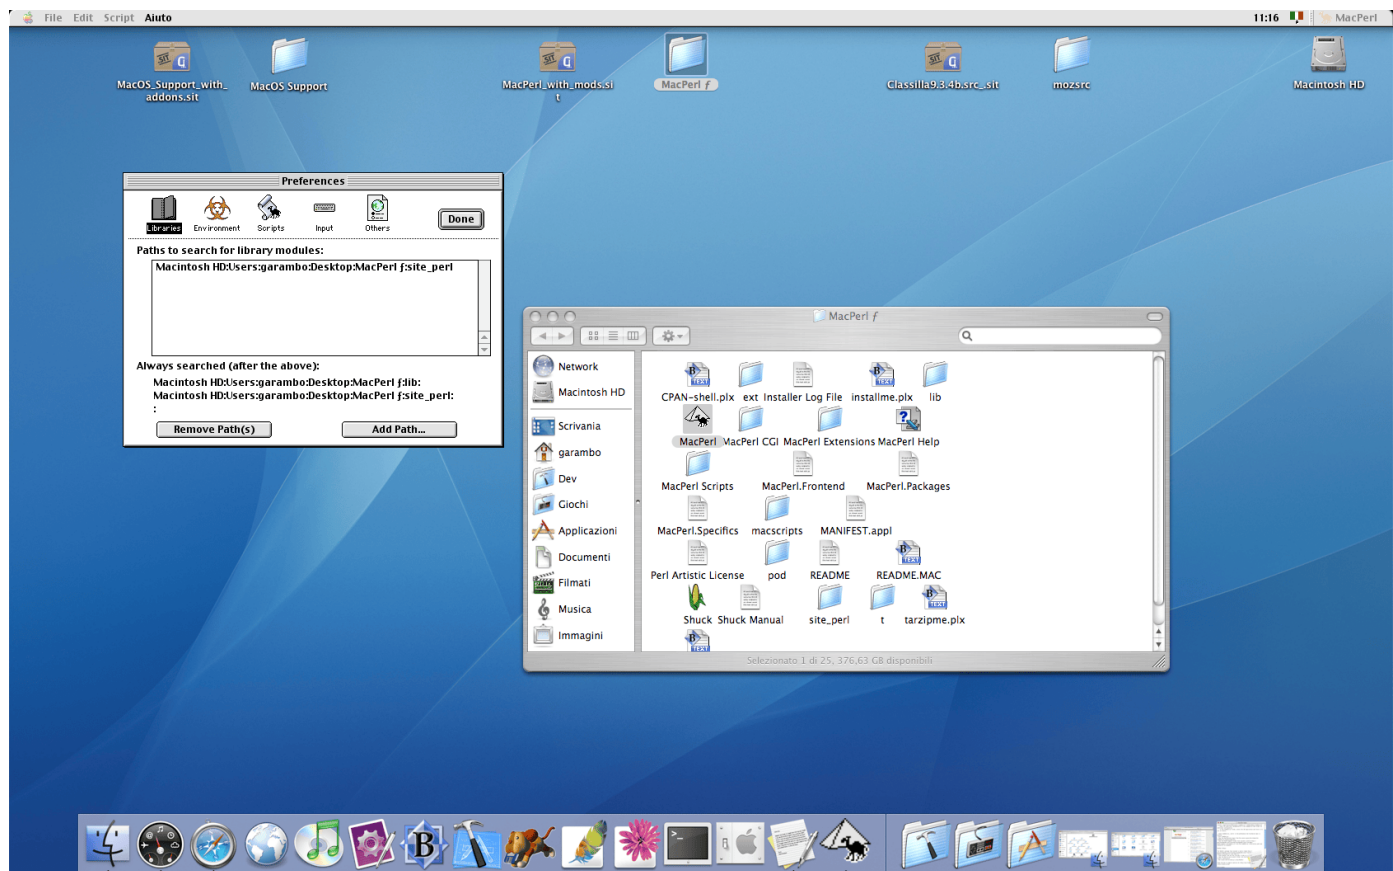 File Edit Script Aiuto
11:16 MacPerl
MacOS_Support_with_
addons.sit
MacOS Support
MacPerl_with_mods.si
t
MacPerl ƒ
Classilla9.3.4b.src_.sit
mozsrc
Macintosh HD
Preferences
Libraries
Environment
Scripts
Input
Others
Done
Paths to search for library modules:
Macintosh HD:Users:garambo:Desktop:MacPerl ƒ:site_perl
Always searched (after the above):
Macintosh HD:Users:garambo:Desktop:MacPerl ƒ:lib:
Macintosh HD:Users:garambo:Desktop:MacPerl ƒ:site_perl:
:
Remove Path(s)
Add Path...
MacPerl ƒ
Network
Macintosh HD
Scrivania
garambo
Dev
Giochi
Applicazioni
Documenti
Filmati
Musica
Immagini
CPAN-shell.plx ext Installer Log File installme.plx lib
MacPerl MacPerl CGI MacPerl Extensions MacPerl Help
MacPerl Scripts MacPerl.Frontend MacPerl.Packages
MacPerl.Specifics macscripts MANIFEST.appl
Perl Artistic License pod README README.MAC
Shuck Shuck Manual site_perl t tarzipme.plx
Selezionato 1 di 25, 376,63 GB disponibili